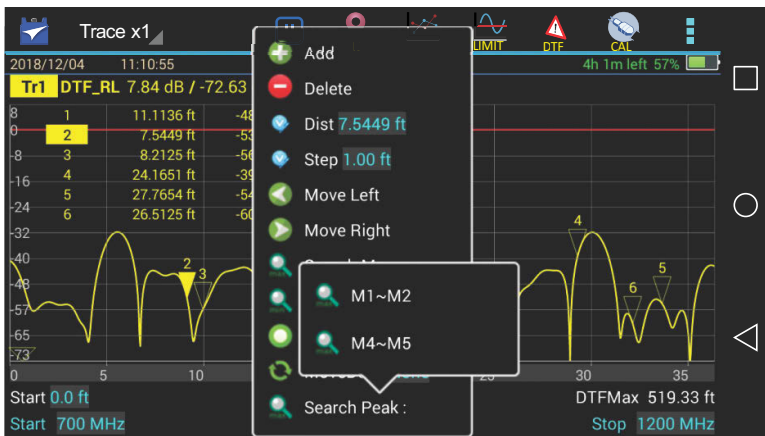 Trace x1
LIMIT
DTF
CAL
2018/12/04 11:10:55
4h 1m left 57%
Tr1 DTF_RL 7.84 dB / -72.63
1 11.1136 ft -48
2 7.5449 ft -53
3 8.2125 ft -56
4 24.1651 ft -39
5 27.7654 ft -54
6 26.5125 ft -60
8
0
-8
-16
-24
-32
-40
-48
-57
-65
-73
2
3
4
5
6
0 5 10 25 30 35
Add
Delete
Dist 7.5449 ft
Step 1.00 ft
Move Left
Move Right
M1~M2
M4~M5
Search Peak :
Start 0.0 ft
DTFMax 519.33 ft
Start 700 MHz
Stop 1200 MHz